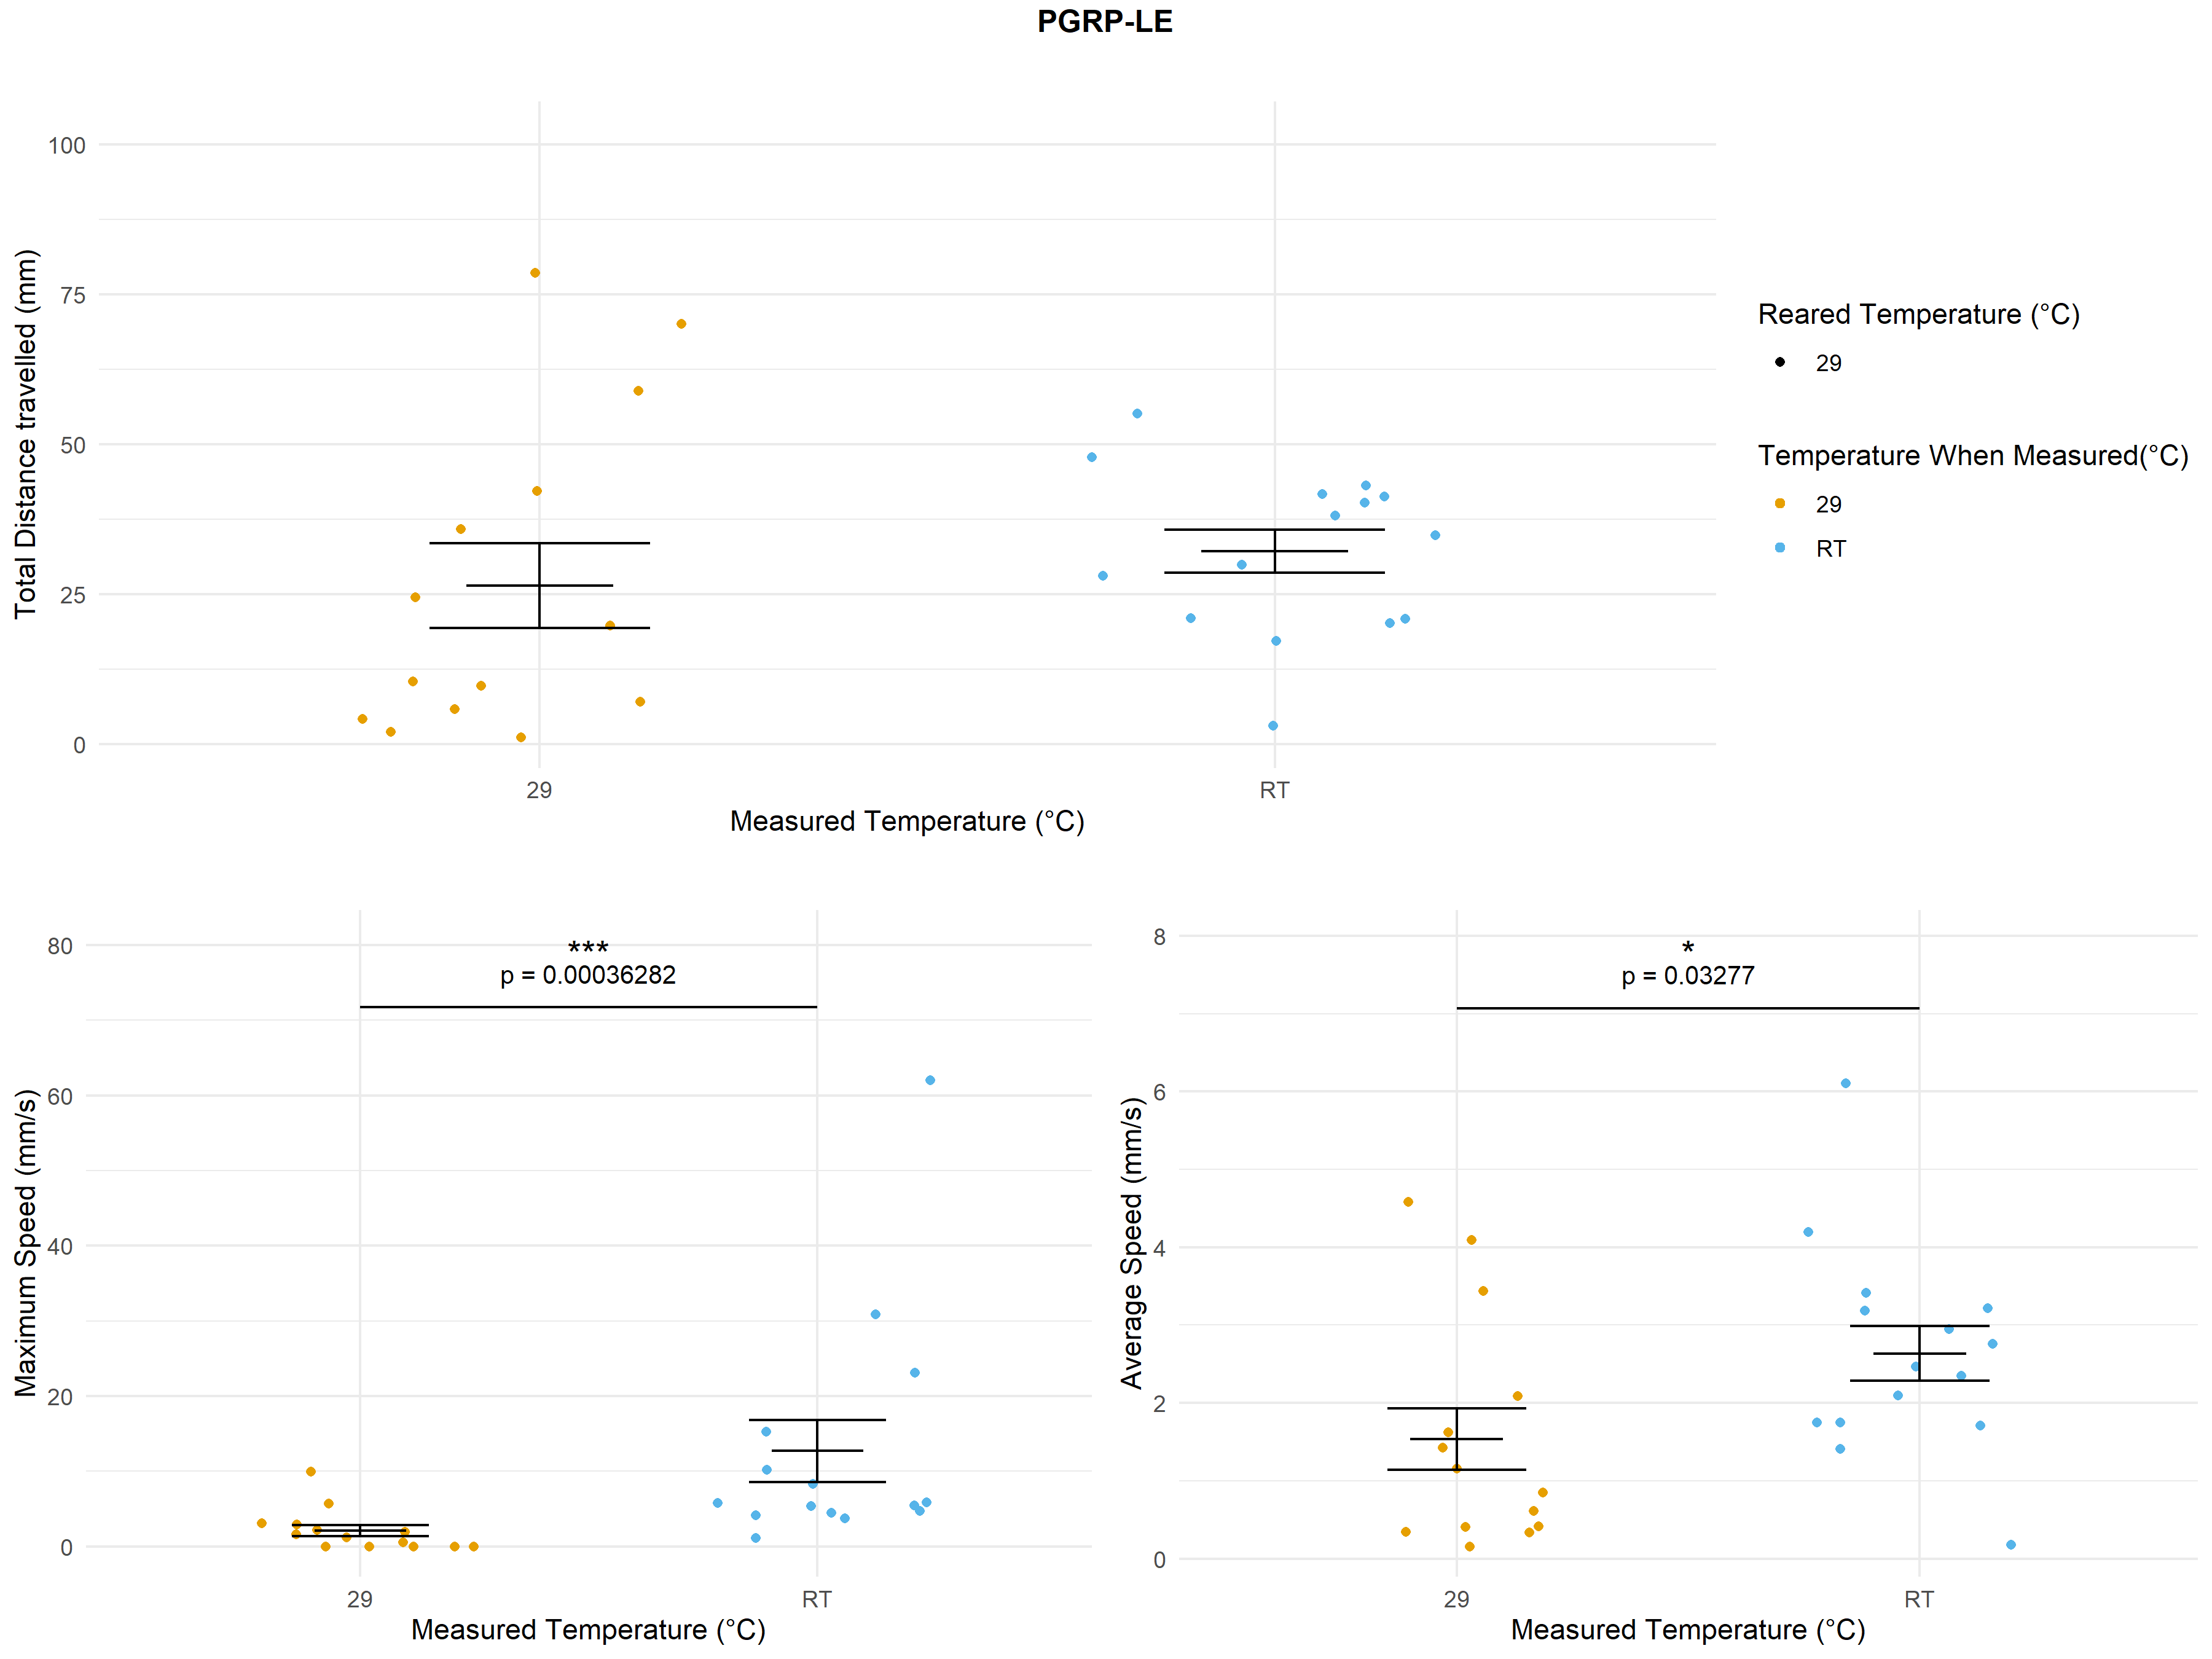 PGRP-LE
Total Distance travelled (mm)
100
75
50
25
0
29
RT
Measured Temperature (°C)
Reared Temperature (°C)
29
Temperature When Measured(°C)
29
RT
Maximum Speed (mm/s)
80
60
40
20
0
***
p = 0.00036282
29
RT
Measured Temperature (°C)
Average Speed (mm/s)
8
6
4
2
0
*
p = 0.03277
29
RT
Measured Temperature (°C)